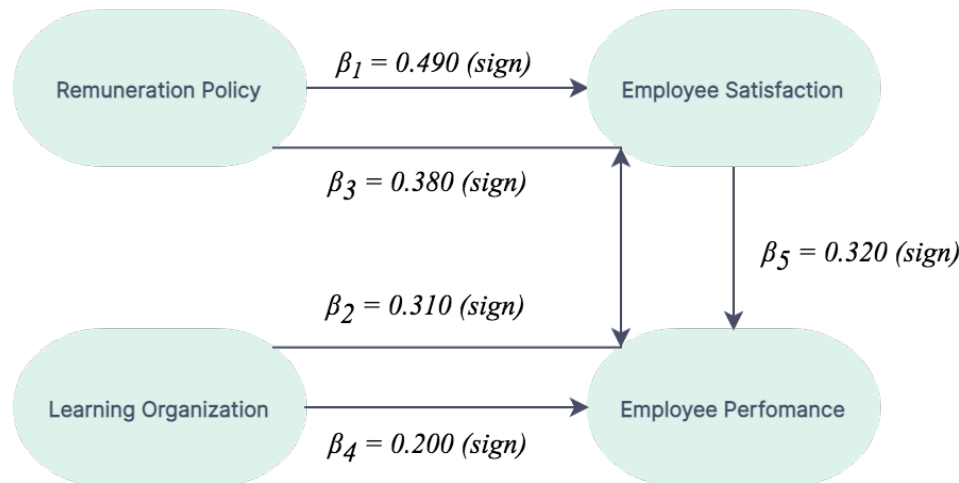 β1 = 0.490 (sign)
Remuneration Policy
Employee Satisfaction
β3 = 0.380 (sign)
β5 = 0.320 (sign)
β2 = 0.310 (sign)
Learning Organization
Employee Perfomance
β4 = 0.200 (sign)